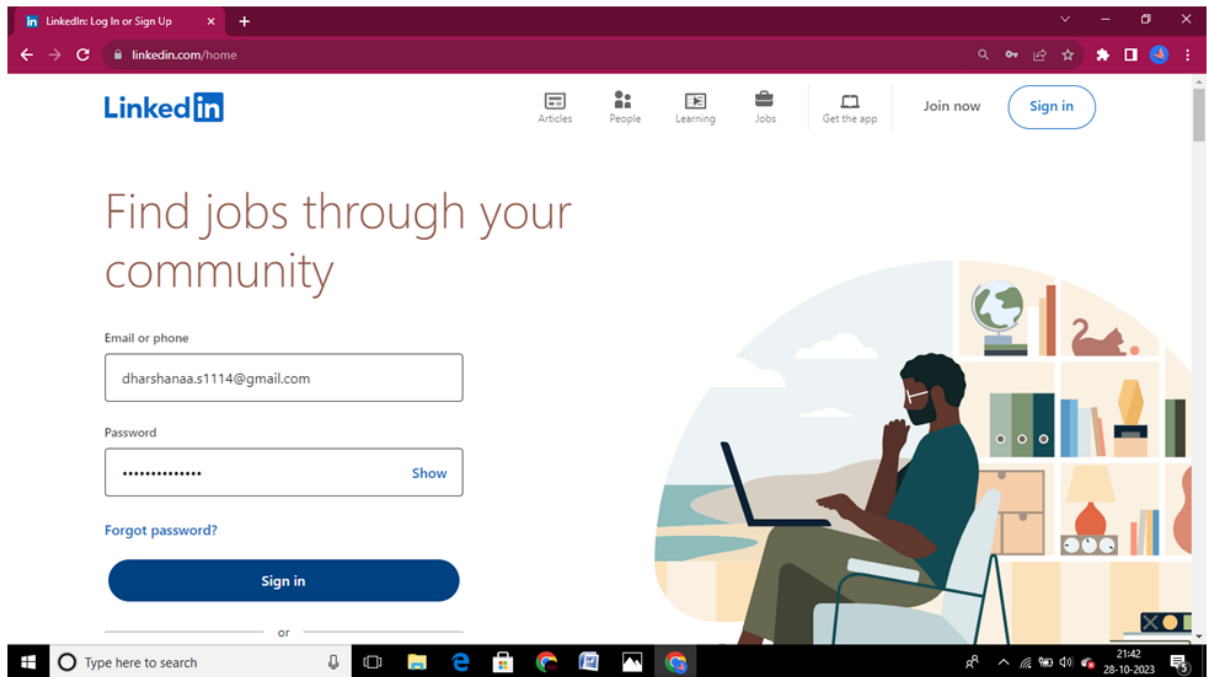 LinkedIn: Log In or Sign Up
linkedin.com/home
Linked in
Articles
People
Learning
Jobs
Get the app
Join now
Sign in
Find jobs through your
community
Email or phone
dharshanaa.s1114@gmail.com
Password
••••••••••••••
Show
Forgot password?
Sign in
or
Type here to search
21:42
28-10-2023
5